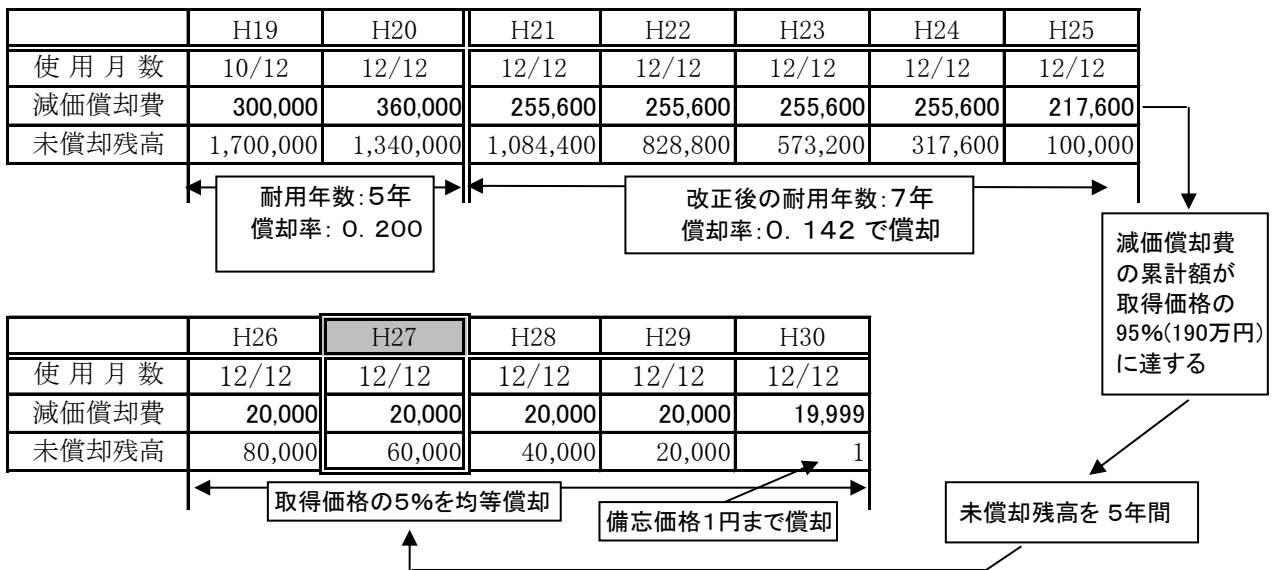 H19 H20 H21 H22 H23 H24 H25
使用月数 10/12 12/12 12/12 12/12 12/12 12/12 12/12
減価償却費 300,000 360,000 255,600 255,600 255,600 255,600 217,600
未償却残高 1,700,000 1,340,000 1,084,400 828,800 573,200 317,600 100,000
耐用年数:5年
償却率: 0. 200
改正後の耐用年数:7年
償却率:0. 142 で償却
減価償却費
の累計額が
取得価格の
95%(190万円)
に達する
H26 H27 H28 H29 H30
使用月数 12/12 12/12 12/12 12/12 12/12
減価償却費 20,000 20,000 20,000 20,000 19,999
未償却残高 80,000 60,000 40,000 20,000 1
取得価格の5%を均等償却
備忘価格1円まで償却
未償却残高を 5年間